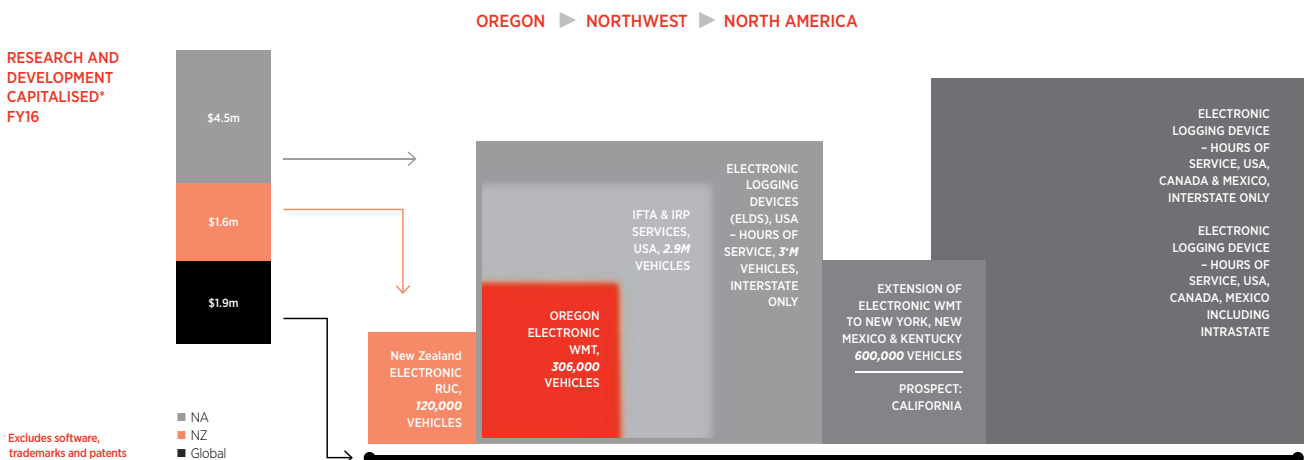 OREGON NORTHWEST NORTH AMERICA
RESEARCH AND
DEVELOPMENT
CAPITALISED*
FY16
$4.5m
$1.6m
$1.9m
NA
NZ
Global
Excludes software,
trademarks and patents
New Zealand
ELECTRONIC
RUC,
120,000
VEHICLES
OREGON
ELECTRONIC
WMT,
306,000
VEHICLES
IFTA & IRP
SERVICES,
USA, 2.9M
VEHICLES
ELECTRONIC
LOGGING
DEVICES
(ELDS), USA
– HOURS OF
SERVICE, 3+M
VEHICLES,
INTERSTATE
ONLY
EXTENSION OF
ELECTRONIC WMT
TO NEW YORK, NEW
MEXICO & KENTUCKY
600,000 VEHICLES
PROSPECT:
CALIFORNIA
ELECTRONIC
LOGGING DEVICE
– HOURS OF
SERVICE, USA,
CANADA & MEXICO,
INTERSTATE ONLY
ELECTRONIC
LOGGING DEVICE
– HOURS OF
SERVICE, USA,
CANADA, MEXICO
INCLUDING
INTRASTATE